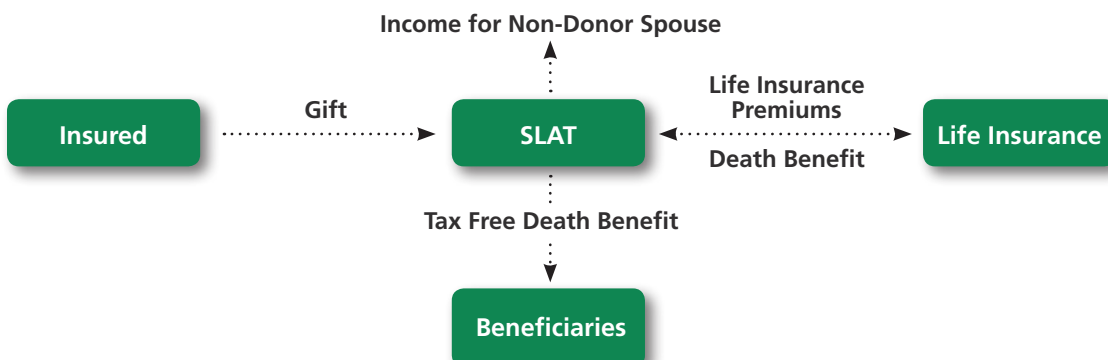 Income for Non-Donor Spouse
Gift
Life Insurance
Premiums
Insured
SLAT
Life Insurance
Death Benefit
Tax Free Death Benefit
Beneficiaries